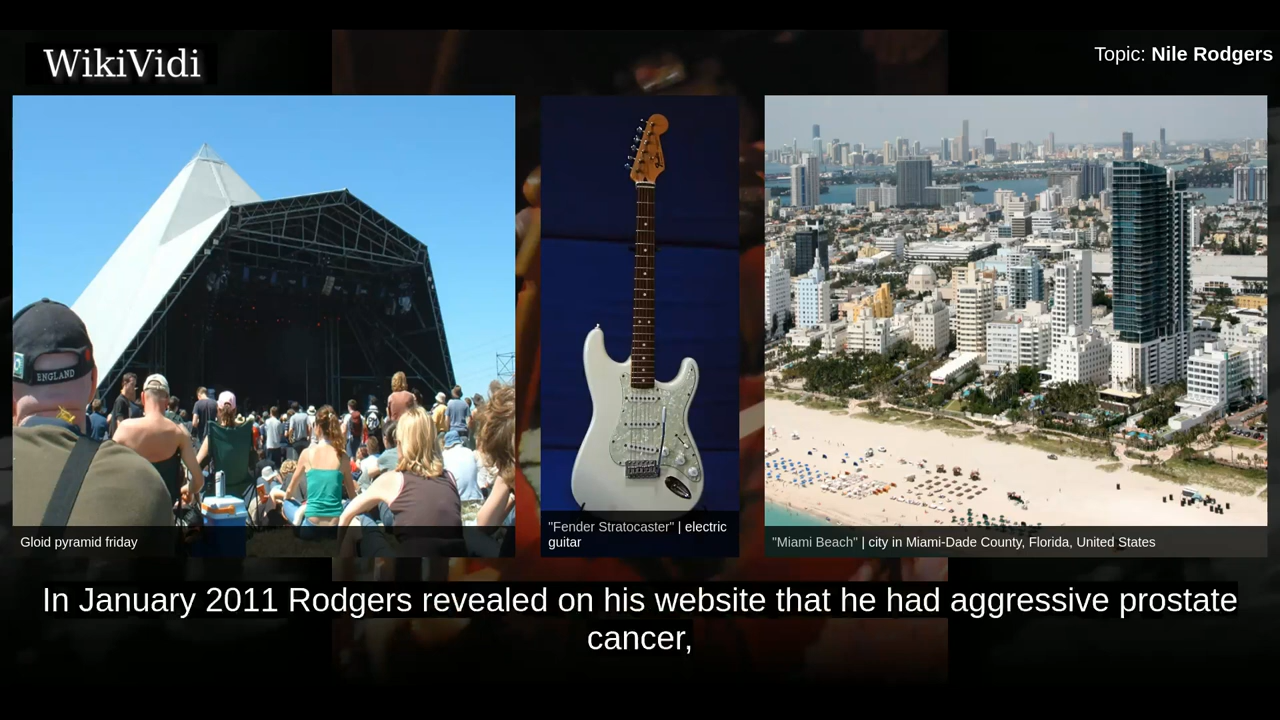 WikiVidi
Topic: Nile Rodgers
ENGLAND
Gloid pyramid friday
"Fender Stratocaster" | electric
guitar
"Miami Beach" | city in Miami-Dade County, Florida, United States
In January 2011 Rodgers revealed on his website that he had aggressive prostate
cancer,